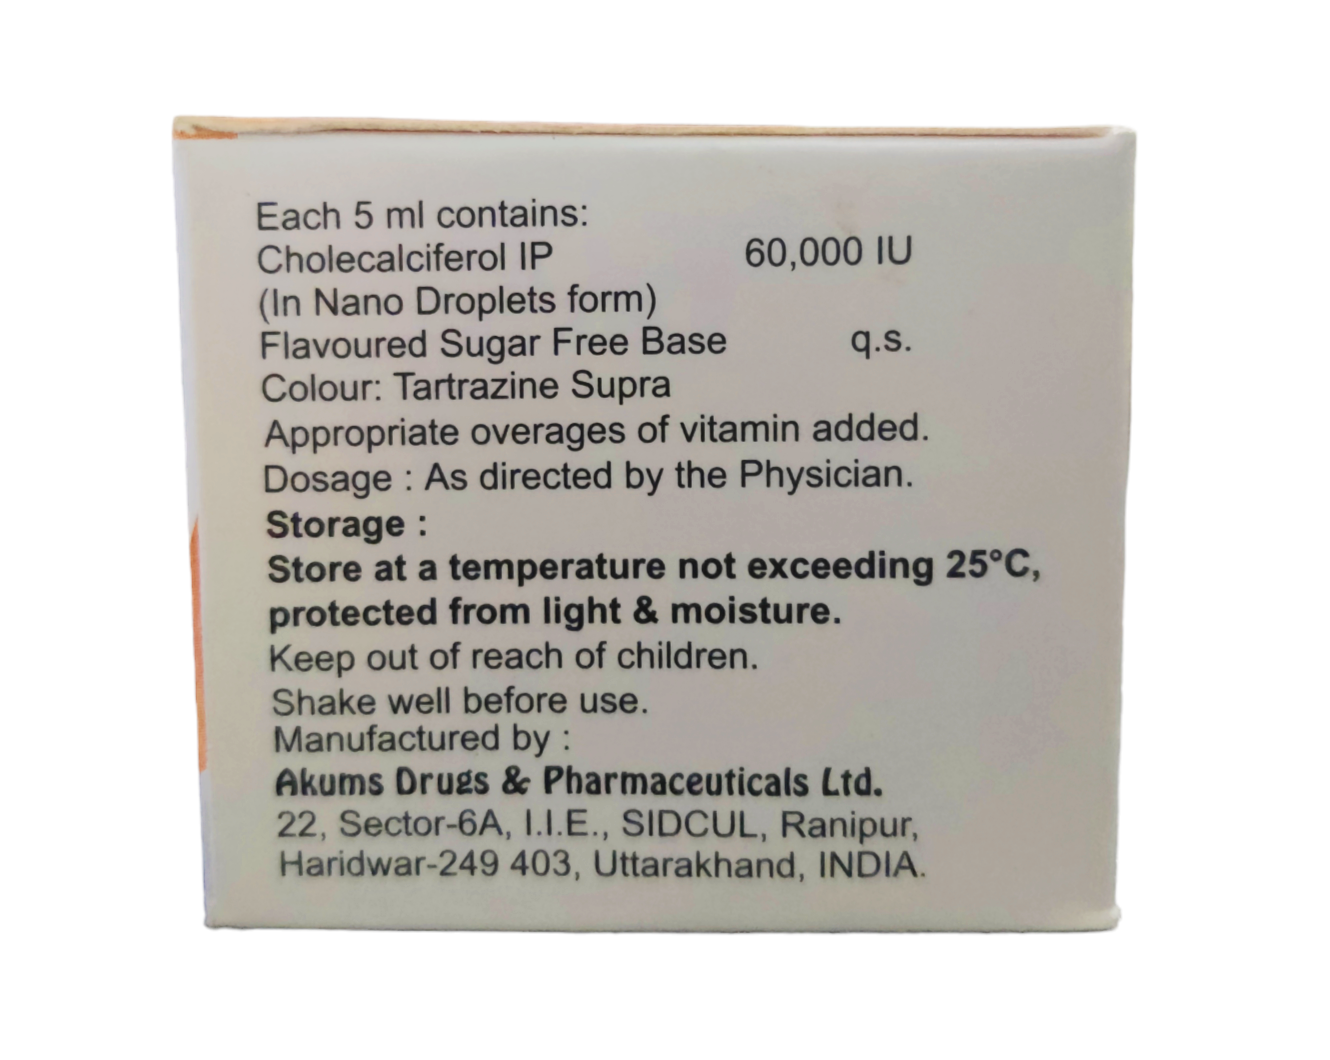 Each 5 ml contains:
Cholecalciferol IP 60,000 IU
(In Nano Droplets form)
Flavoured Sugar Free Base q.s.
Colour: Tartrazine Supra
Appropriate overages of vitamin added.
Dosage : As directed by the Physician.
Storage :
Store at a temperature not exceeding 25°C,
protected from light & moisture.
Keep out of reach of children.
Shake well before use.
Manufactured by :
Akums Drugs & Pharmaceuticals Ltd.
22, Sector-6A, I.I.E., SIDCUL, Ranipur,
Haridwar-249 403, Uttarakhand, INDIA.